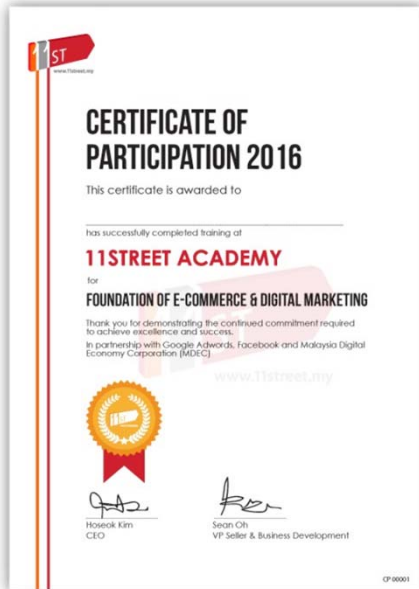 11ST
www.11street.my
CERTIFICATE OF
PARTICIPATION 2016
This certificate is awarded to
has successfully completed training at
11STREET ACADEMY
for
FOUNDATION OF E-COMMERCE & DIGITAL MARKETING
Thank you for demonstrating the continued commitment required
to achieve excellence and success.
In partnership with Google Adwords, Facebook and Malaysia Digital
Economy Corporation (MDEC)
11ST
www.11street.my
Hoseok Kim
CEO
Sean Oh
VP Seller & Business Development
CP 00001